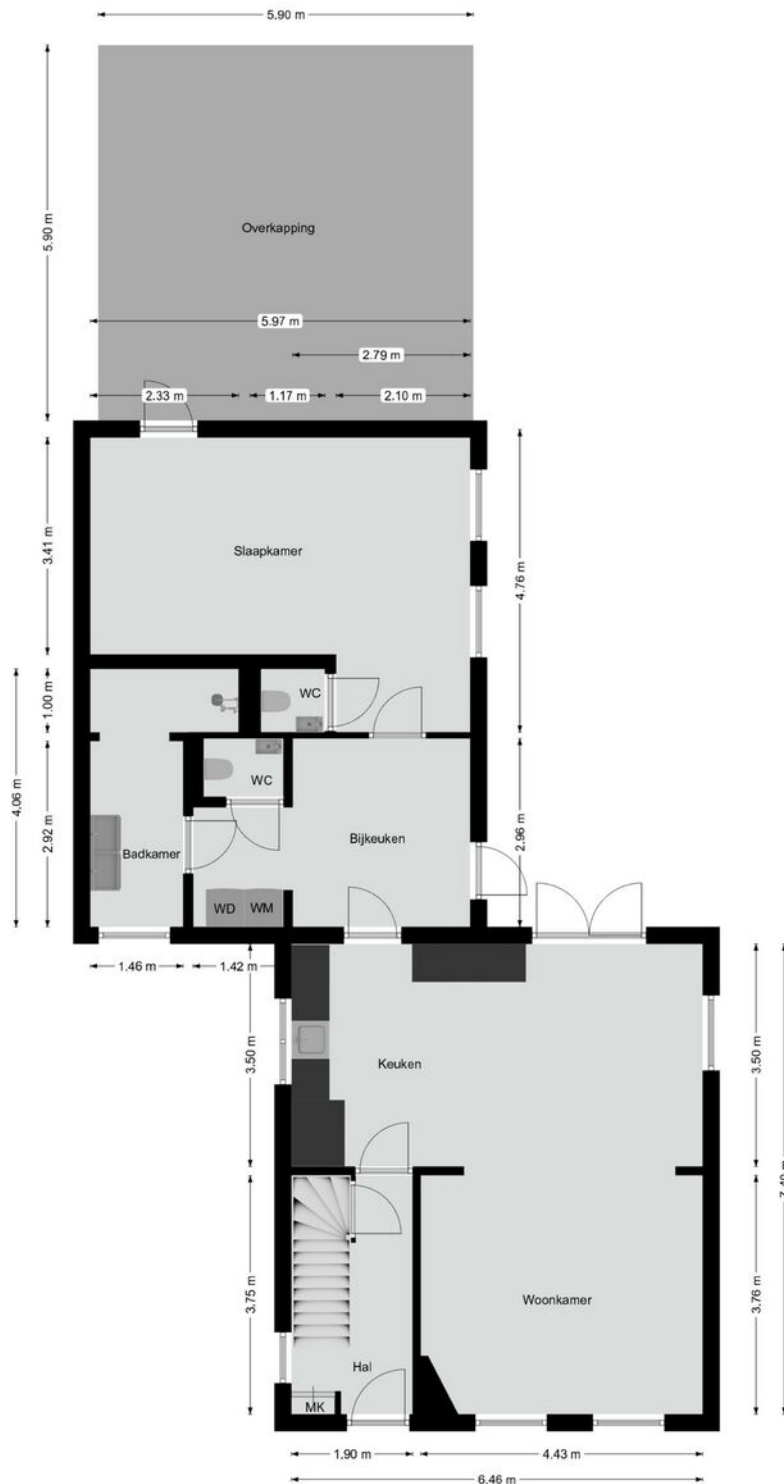 5.90 m
5.90 m
Overkapping
5.97 m
2.79 m
2.33 m
1.17 m
2.10 m
3.41 m
Slaapkamer
4.76 m
1.00 m
WC
4.06 m
WC
2.92 m
Badkamer
Bijkeuken
2.96 m
WD
WM
1.46 m
1.42 m
3.50 m
Keuken
3.50 m
3.75 m
Woonkamer
3.76 m
Hal
MK
1.90 m
4.43 m
6.46 m